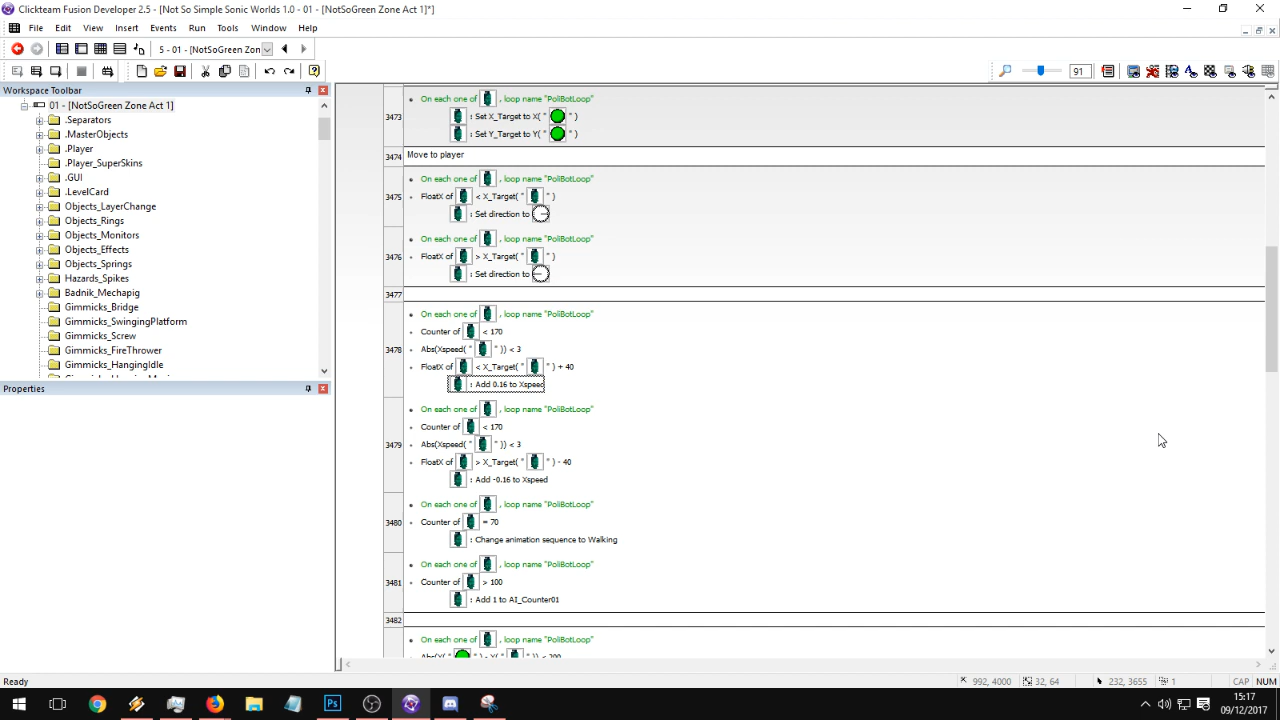 Clickteam Fusion Developer 2.5 - [Not So Simple Sonic Worlds 1.0 - 01 - [NotSoGreen Zone Act 1]*]
File Edit View Insert Events Run Tools Window Help
5 - 01 - [NotSoGreen Zon
91
Workspace Toolbar
01 - [NotSoGreen Zone Act 1]
.Separators
.MasterObjects
.Player
.Player_SuperSkins
.GUI
.LevelCard
Objects_LayerChange
Objects_Rings
Objects_Monitors
Objects_Effects
Objects_Springs
Hazards_Spikes
Badnik_Mechapig
Gimmicks_Bridge
Gimmicks_SwingingPlatform
Gimmicks_Screw
Gimmicks_FireThrower
Gimmicks_HangingIdle
Properties
3473
On each one of , loop name "PoliBotLoop"
: Set X_Target to X( " " )
: Set Y_Target to Y( " " )
3474 Move to player
3475
On each one of , loop name "PoliBotLoop"
FloatX of < X_Target( " " )
: Set direction to
3476
On each one of , loop name "PoliBotLoop"
FloatX of > X_Target( " " )
: Set direction to
3477
3478
On each one of , loop name "PoliBotLoop"
Counter of < 170
Abs(Xspeed( " " )) < 3
FloatX of < X_Target( " " ) + 40
: Add 0.16 to Xspeed
3479
On each one of , loop name "PoliBotLoop"
Counter of < 170
Abs(Xspeed( " " )) < 3
FloatX of > X_Target( " " ) - 40
: Add -0.16 to Xspeed
3480
On each one of , loop name "PoliBotLoop"
Counter of = 70
: Change animation sequence to Walking
3481
On each one of , loop name "PoliBotLoop"
Counter of > 100
: Add 1 to AI_Counter01
3482
On each one of , loop name "PoliBotLoop"
Abs(Y( " " ) - Y( " " )) < 200
Ready
992, 4000 32, 64 232, 3655 1 CAP NUM
15:17
09/12/2017